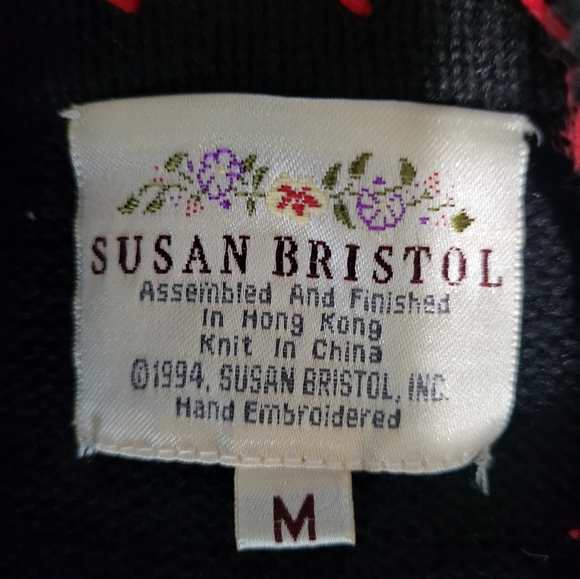 SUSAN BRISTOL
Assembled And Finished
In Hong Kong
Knit In China
©1994, SUSAN BRISTOL, INC.
Hand Embroidered
M